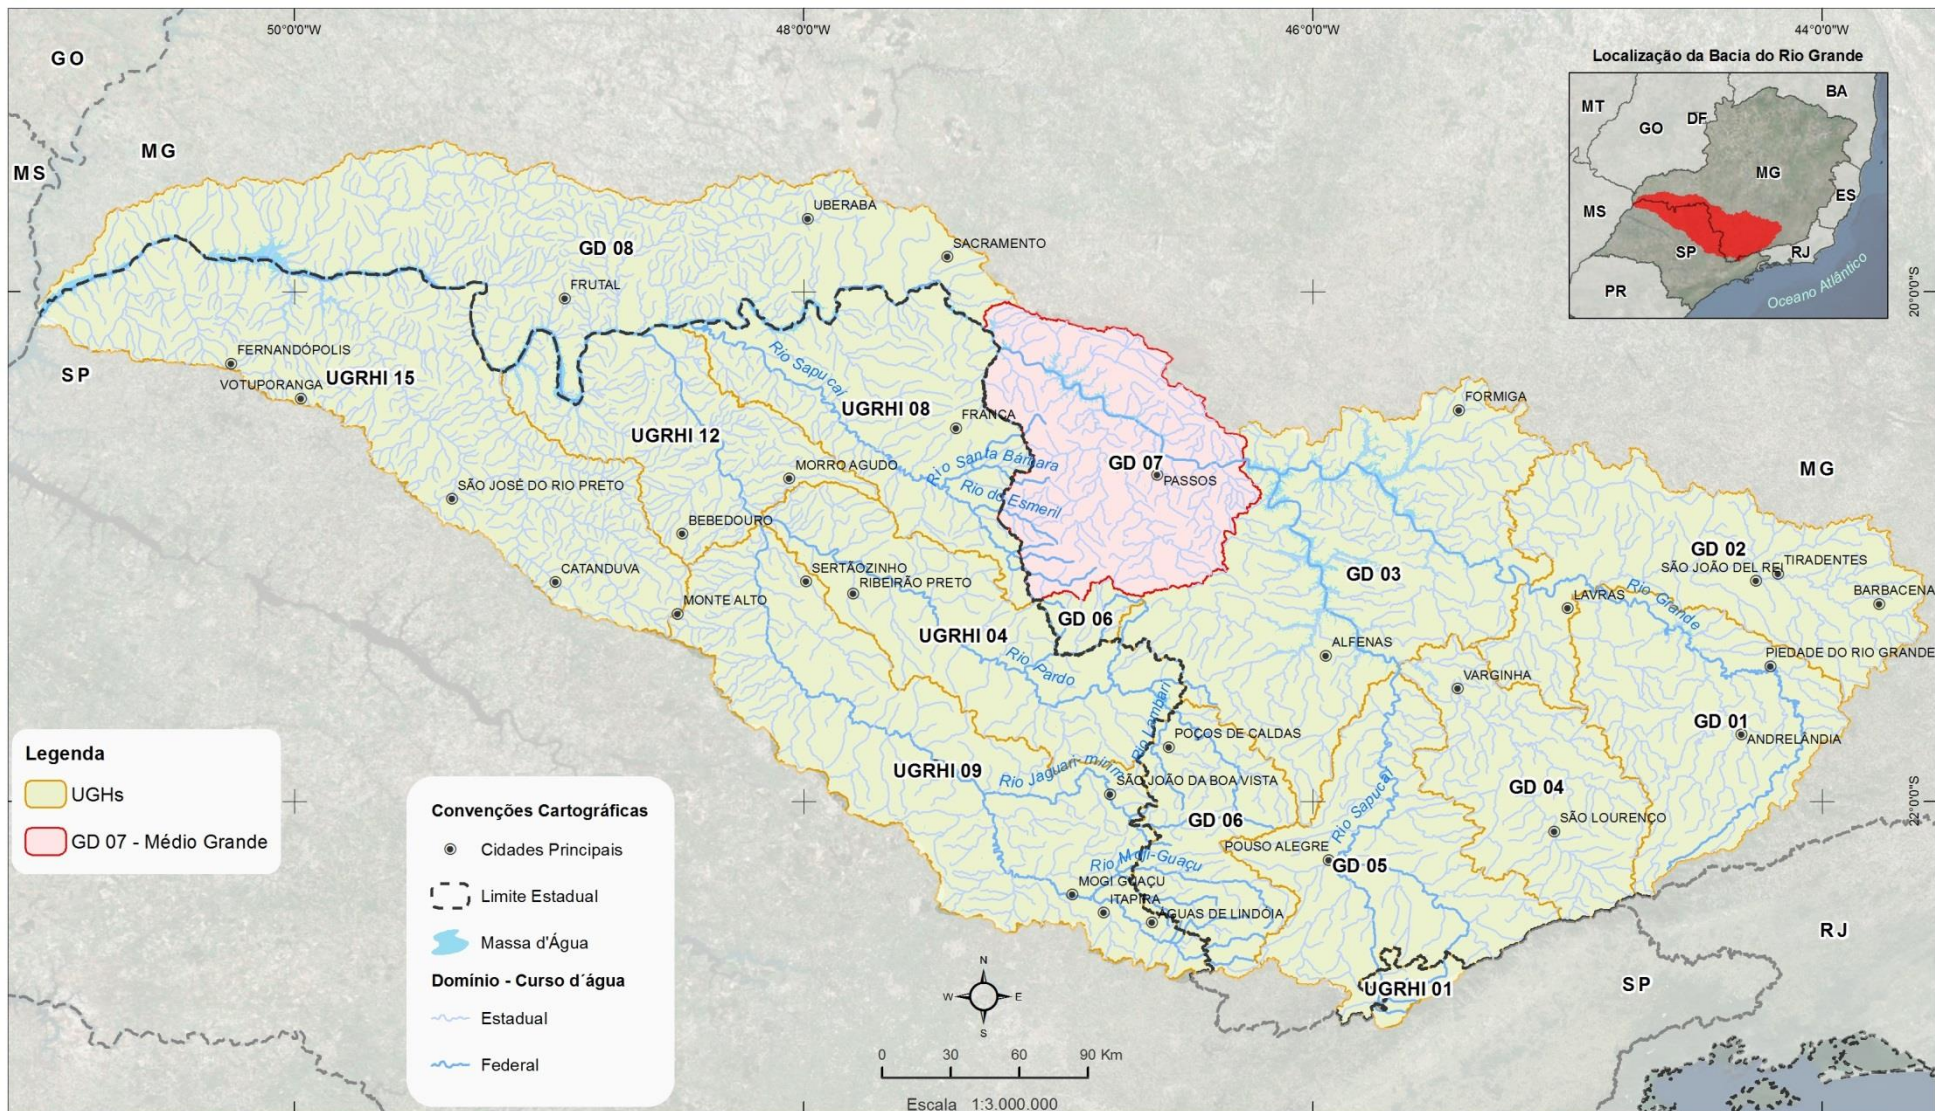 50°0'0"W
48°0'0"W
46°0'0"W
44°0'0"W
GO
MG
MS
SP
Localização da Bacia do Rio Grande
MT
BA
GO
DF
MG
ES
MS
SP
RJ
PR
Oceano Atlântico
20°0'0"S
UBERABA
SACRAMENTO
GD 08
FRUTAL
FERNANDÓPOLIS
UGRHI 15
VOTUPORANGA
Rio Sapucaí
UGRHI 08
FRANCA
UGRHI 12
MORRO AGUDO
Rio Santa Bárbara
Rio do Esmeril
GD 07
PASSOS
FORMIGA
MG
SÃO JOSÉ DO RIO PRETO
BEBEDOURO
CATANDUVA
SERTÃOZINHO
RIBEIRÃO PRETO
MONTE ALTO
GD 03
GD 02
SÃO JOÃO DEL REI
TIRADENTES
BARBACENA
LAVRAS
Rio Grande
GD 06
UGRHI 04
Rio Pardo
ALFENAS
PIEDADE DO RIO GRANDE
VARGINHA
Rio Lambari
POÇOS DE CALDAS
GD 01
ANDRELÂNDIA
UGRHI 09
Rio Jaguari-mirim
SÃO JOÃO DA BOA VISTA
GD 04
22°0'0"S
GD 06
Rio Sapucaí
SÃO LOURENÇO
POUSO ALEGRE
GD 05
Rio Moji-Guaçu
MOGI GUAÇU
ITAPIRA
ÁGUAS DE LINDÓIA
RJ
SP
UGRHI 01
Legenda
UGHs
GD 07 - Médio Grande
Convenções Cartográficas
Cidades Principais
Limite Estadual
Massa d'Água
Domínio - Curso d´água
Estadual
Federal
N
W
E
S
0 30 60 90 Km
Escala 1:3.000.000